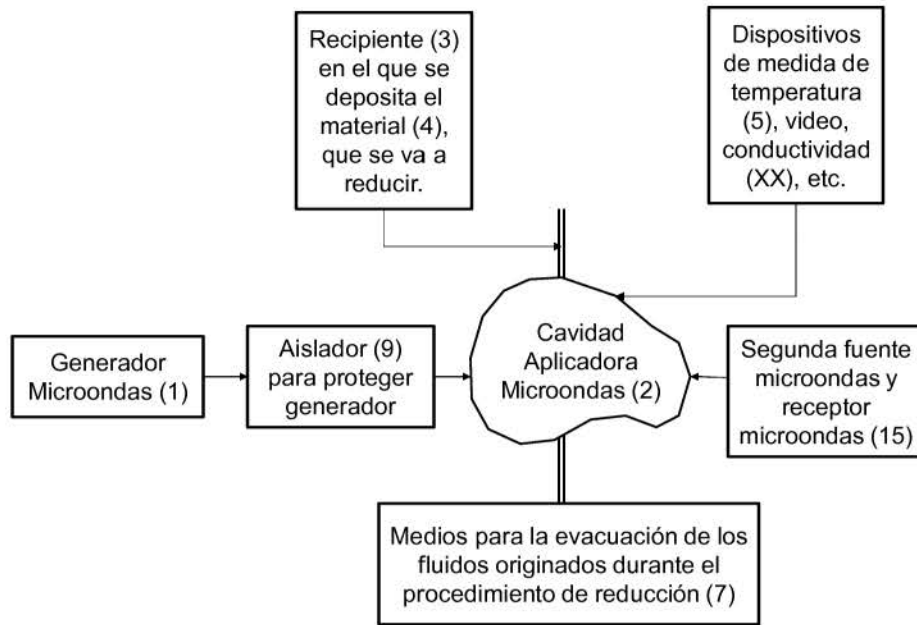 Recipiente (3)
en el que se
deposita el
material (4),
que se va a
reducir.
Dispositivos
de medida de
temperatura
(5), video,
conductividad
(XX), etc.
Generador
Microondas (1)
Aislador (9)
para proteger
generador
Cavidad
Aplicadora
Microondas (2)
Segunda fuente
microondas y
receptor
microondas (15)
Medios para la evacuación de los
fluidos originados durante el
procedimiento de reducción (7)